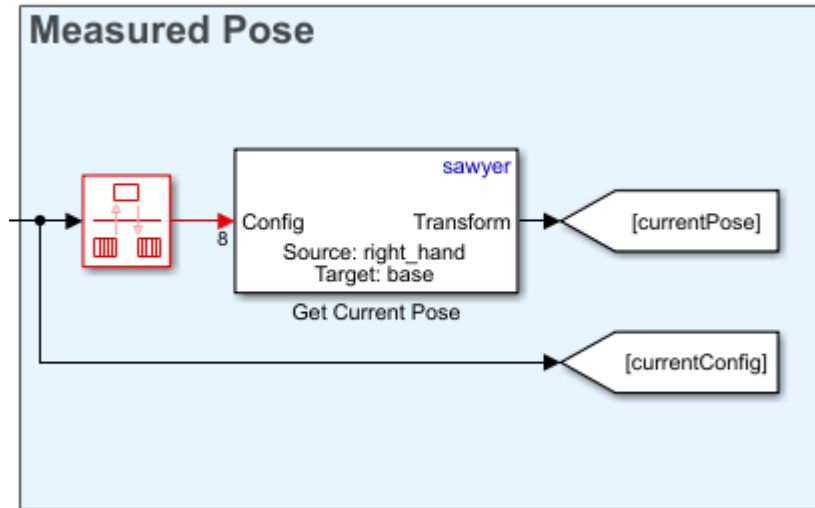 Measured Pose
sawyer
Config
Transform
8
Source: right_hand
Target: base
Get Current Pose
[currentPose]
[currentConfig]